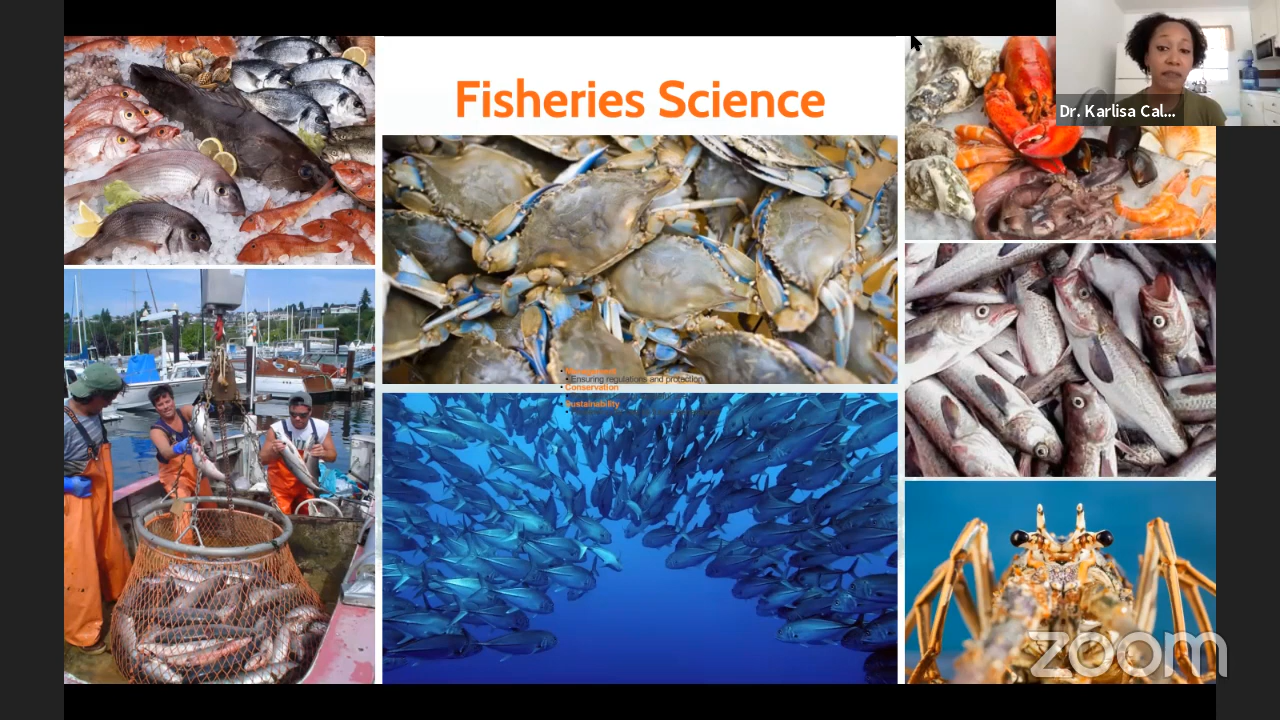 Fisheries Science
Dr. Karlisa Cal...
• Ensuring regulations and protection
• Conservation
Sustainability
zoom